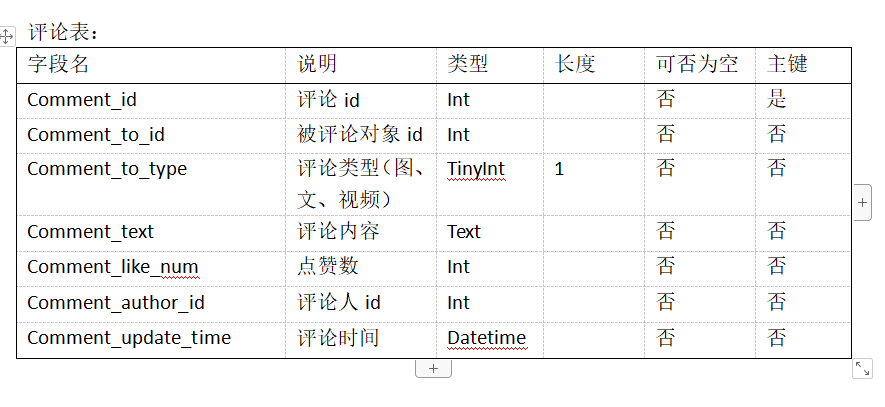 评论表：
字段名 说明 类型 长度 可否为空 主键
Comment_id 评论 id Int 否 是
Comment_to_id 被评论对象 id Int 否 否
Comment_to_type 评论类型（图、 TinyInt 1 否 否
文、视频）
Comment_text 评论内容 Text 否 否
Comment_like_num 点赞数 Int 否 否
Comment_author_id 评论人 id Int 否 否
Comment_update_time 评论时间 Datetime 否 否